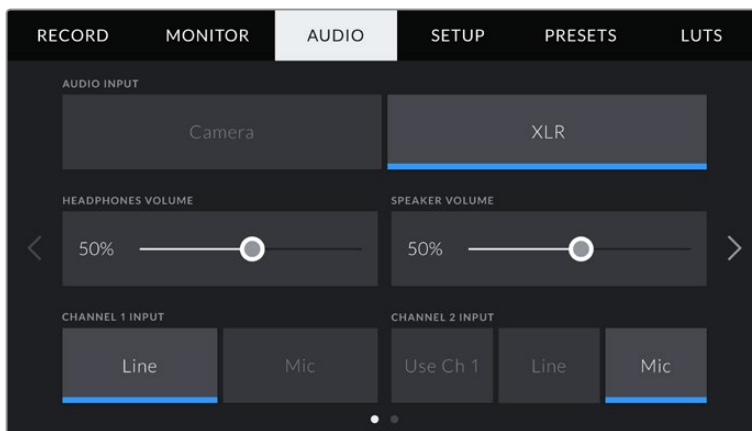 RECORD MONITOR AUDIO SETUP PRESETS LUTS
AUDIO INPUT
Camera XLR
HEADPHONES VOLUME SPEAKER VOLUME
50% 50%
CHANNEL 1 INPUT CHANNEL 2 INPUT
Line Mic Use Ch 1 Line Mic